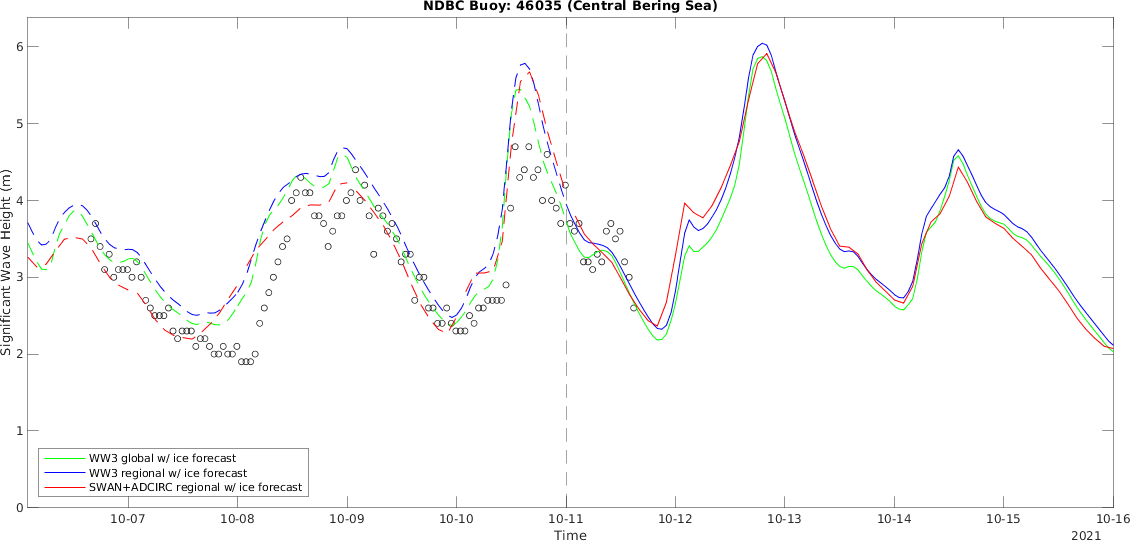 NDBC Buoy: 46035 (Central Bering Sea)
Significant Wave Height (m)
6
5
4
3
2
1
0
WW3 global w/ ice forecast
WW3 regional w/ ice forecast
SWAN+ADCIRC regional w/ ice forecast
10-07 10-08 10-09 10-10 10-11 10-12 10-13 10-14 10-15 10-16
Time
2021